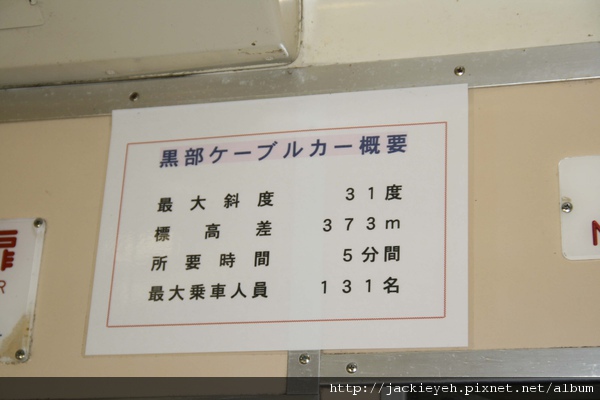 黒部ケーブルカー概要
最大斜度 31度
標高差 373m
所要時間 5分間
最大乗車人員 131名
扉
R
N
http://jackieyeh.pixnet.net/album